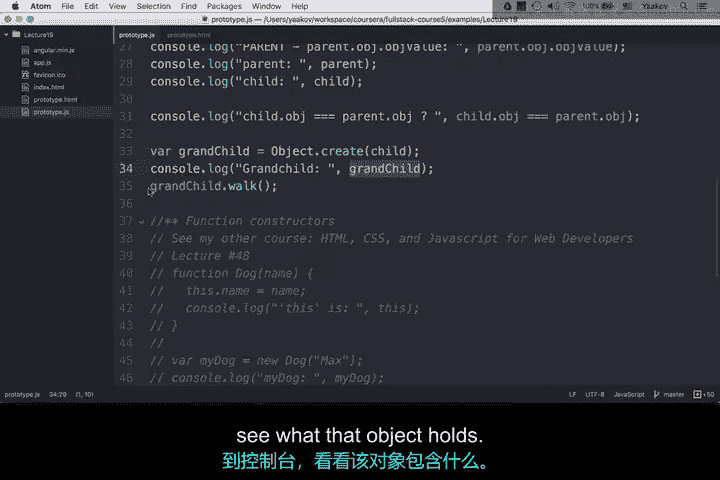 Atom File Edit View Selection Find Packages Window Help
Yaakov
prototype.js — /Users/yaakov/workspace/coursera/fullstack-course5/examples/Lecture19
Lecture19
angular.min.js
app.js
favicon.ico
index.html
prototype.html
prototype.js
prototype.js prototype.html
27 console.log("PARENT - parent.obj.objValue: ", parent.obj.objValue);
28 console.log("parent: ", parent);
29 console.log("child: ", child);
30
31 console.log("child.obj === parent.obj ? ", child.obj === parent.obj);
32
33 var grandChild = Object.create(child);
34 console.log("Grandchild: ", grandChild);
35 grandChild.walk();
36
37 //** Function constructors
38 // See my other course: HTML, CSS, and Javascript for Web Developers
39 // Lecture #48
40 // function Dog(name) {
41 // this.name = name;
42 // console.log("'this' is: ", this);
43 // }
44 //
45 // var myDog = new Dog("Max");
46 // console.log("myDog: ", myDog);
prototype.js 34:29 (1, 10) LF UTF-8 JavaScript master +50
see what that object holds.
到控制台，看看该对象包含什么。